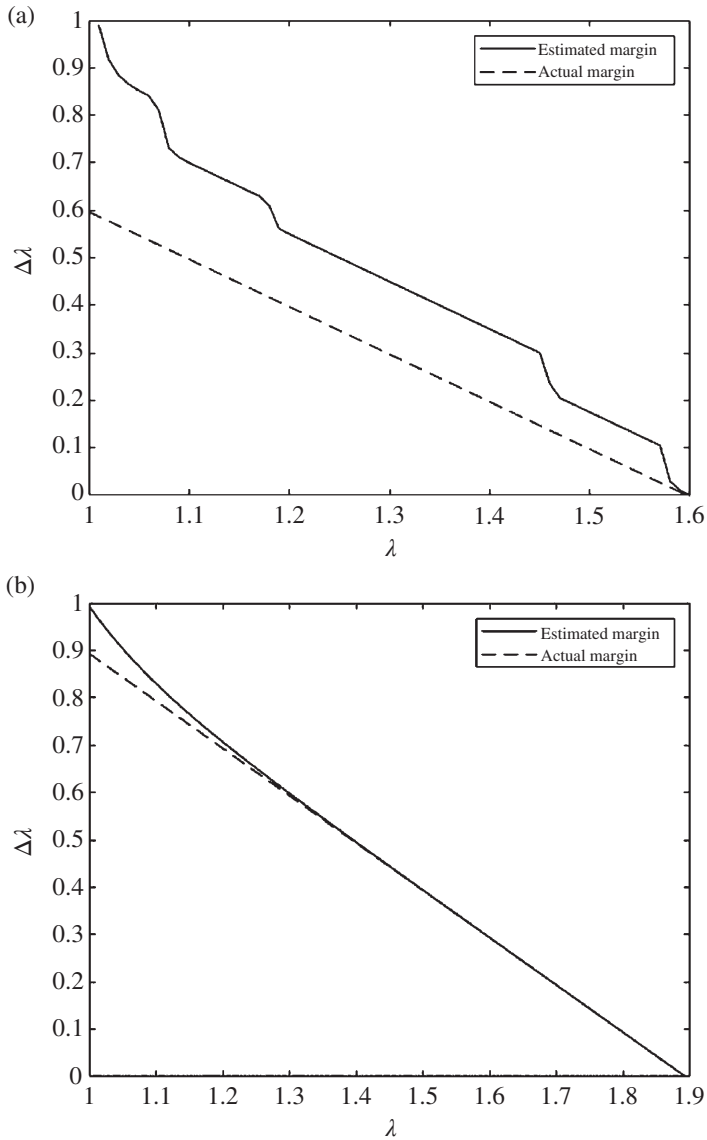 (a)
1
0.9
0.8
0.7
0.6
0.5
0.4
0.3
0.2
0.1
0
Δλ
Estimated margin
Actual margin
1 1.1 1.2 1.3 1.4 1.5 1.6
λ
(b)
1
0.9
0.8
0.7
0.6
0.5
0.4
0.3
0.2
0.1
0
Δλ
Estimated margin
Actual margin
1 1.1 1.2 1.3 1.4 1.5 1.6 1.7 1.8 1.9
λ